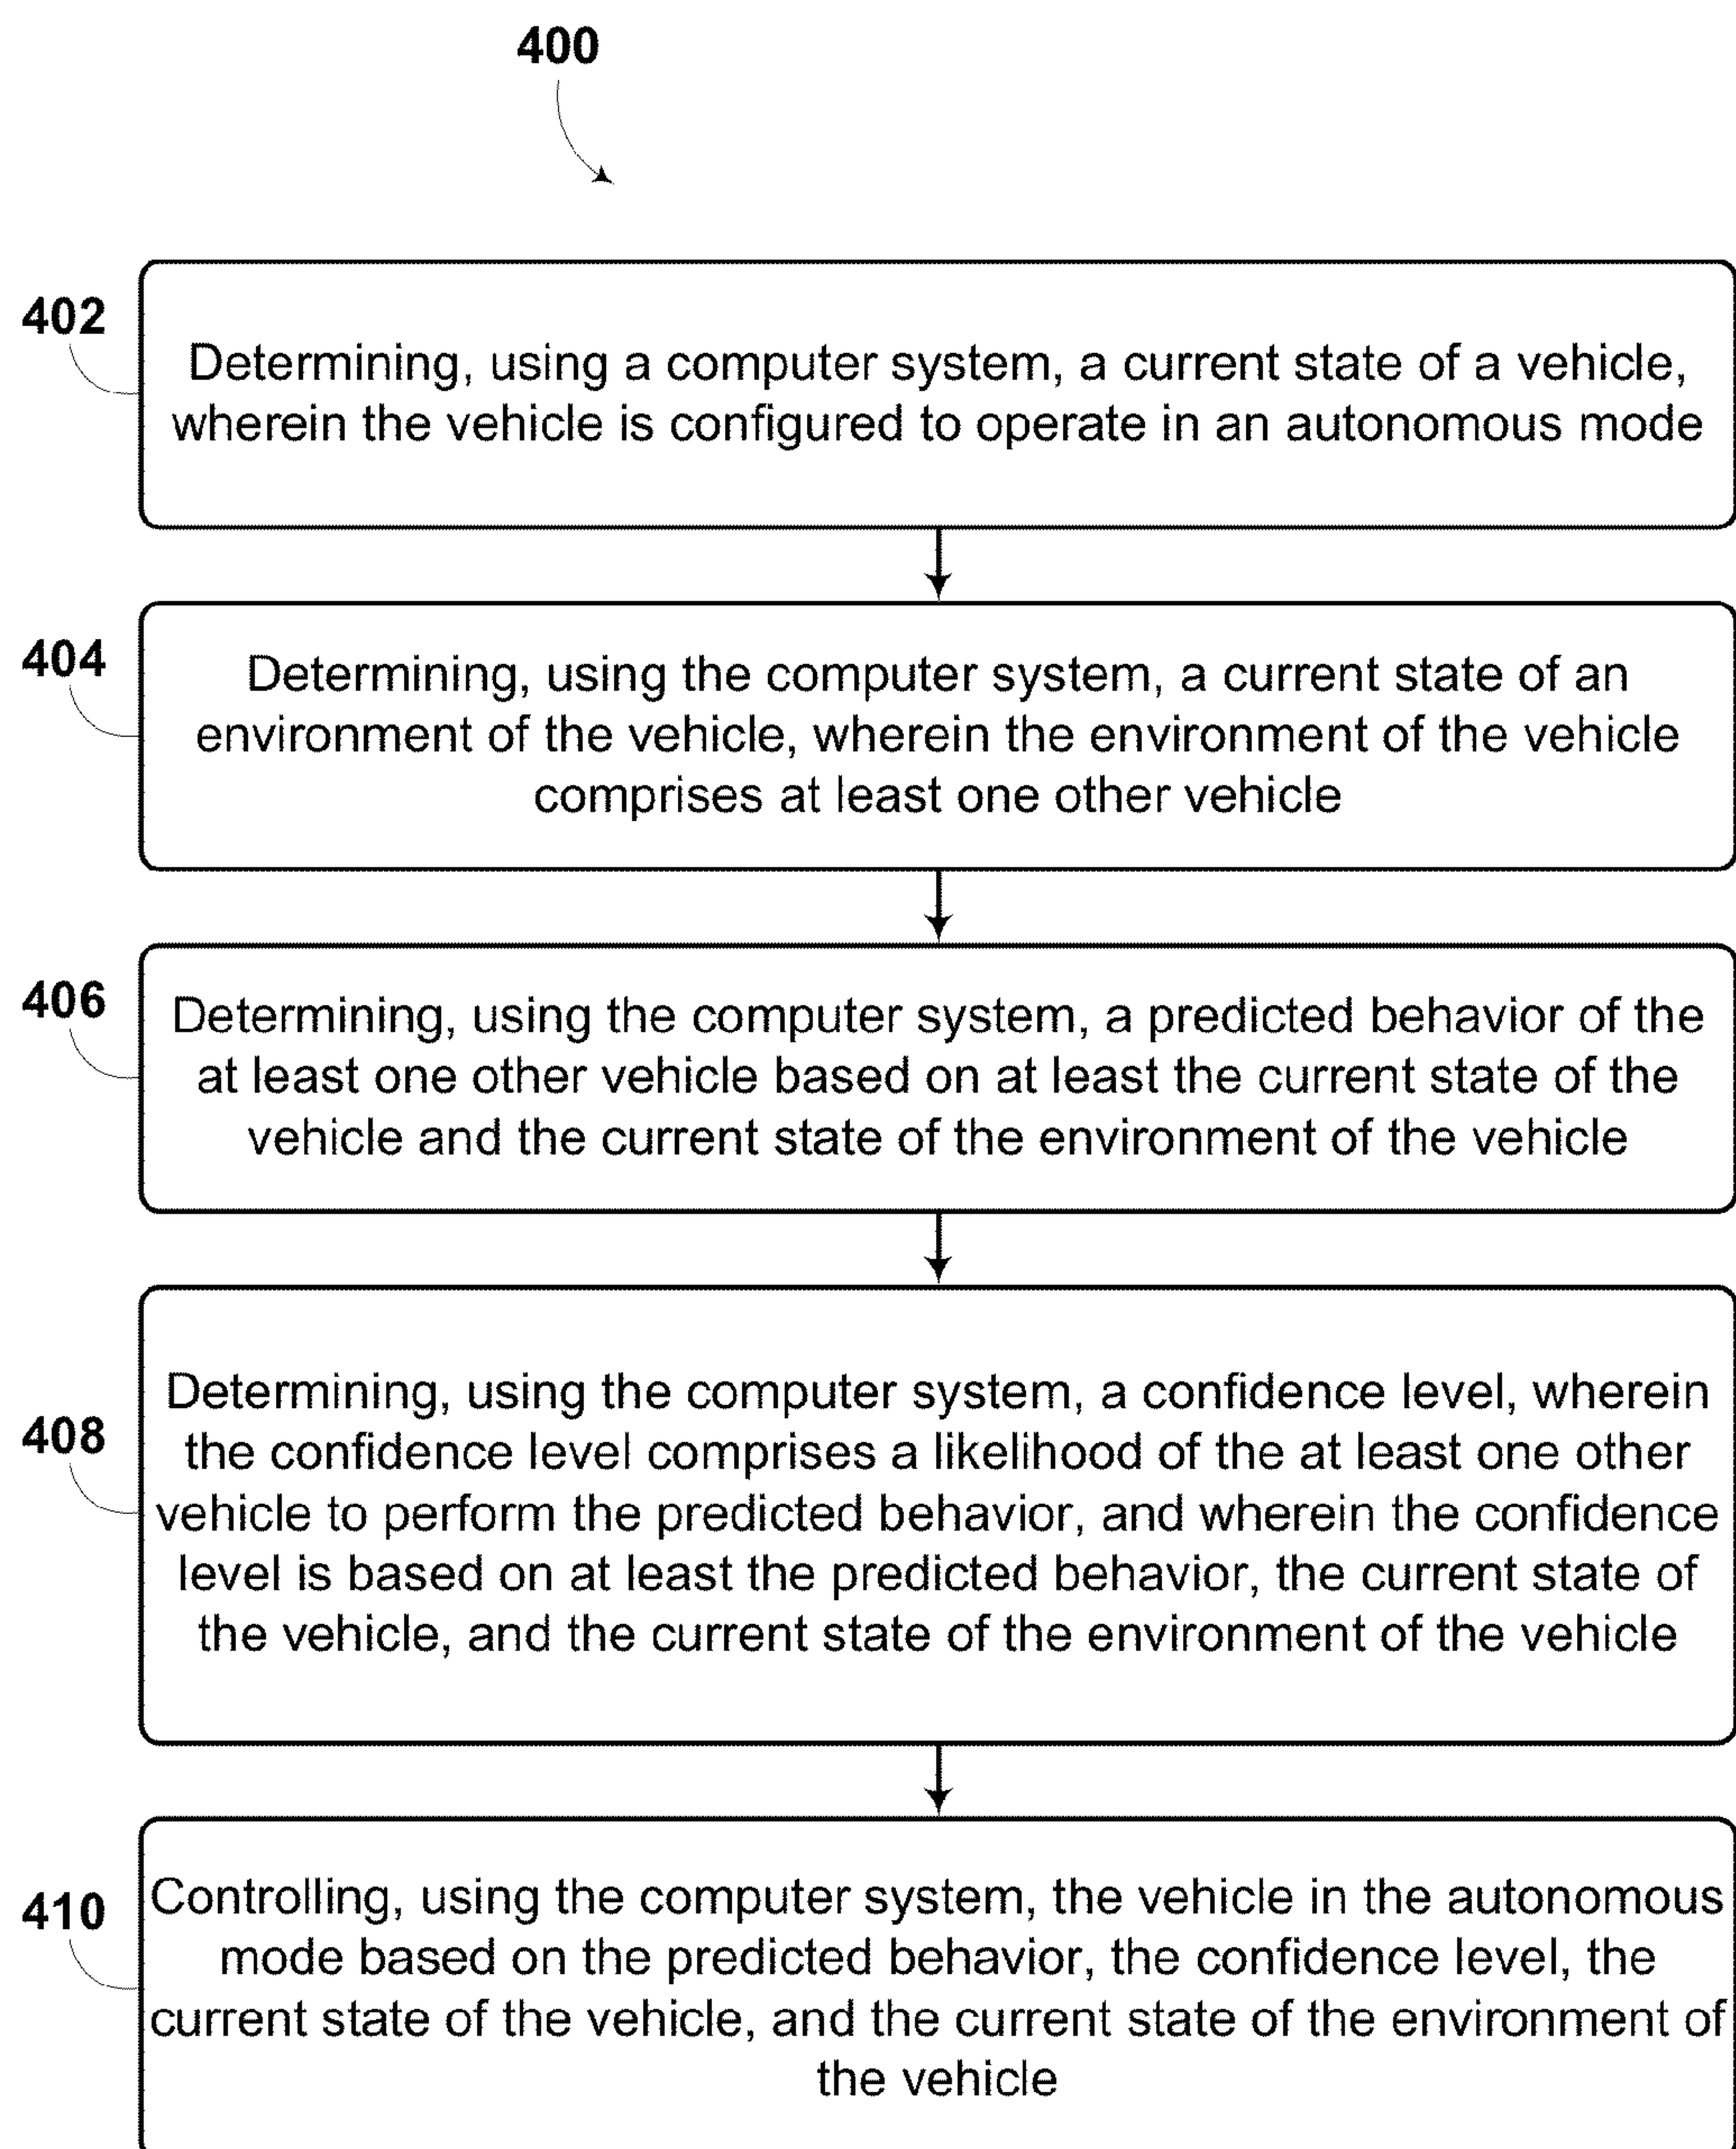 400
402
Determining, using a computer system, a current state of a vehicle,
wherein the vehicle is configured to operate in an autonomous mode
404
Determining, using the computer system, a current state of an
environment of the vehicle, wherein the environment of the vehicle
comprises at least one other vehicle
406
Determining, using the computer system, a predicted behavior of the
at least one other vehicle based on at least the current state of the
vehicle and the current state of the environment of the vehicle
408
Determining, using the computer system, a confidence level, wherein
the confidence level comprises a likelihood of the at least one other
vehicle to perform the predicted behavior, and wherein the confidence
level is based on at least the predicted behavior, the current state of
the vehicle, and the current state of the environment of the vehicle
410
Controlling, using the computer system, the vehicle in the autonomous
mode based on the predicted behavior, the confidence level, the
current state of the vehicle, and the current state of the environment of
the vehicle